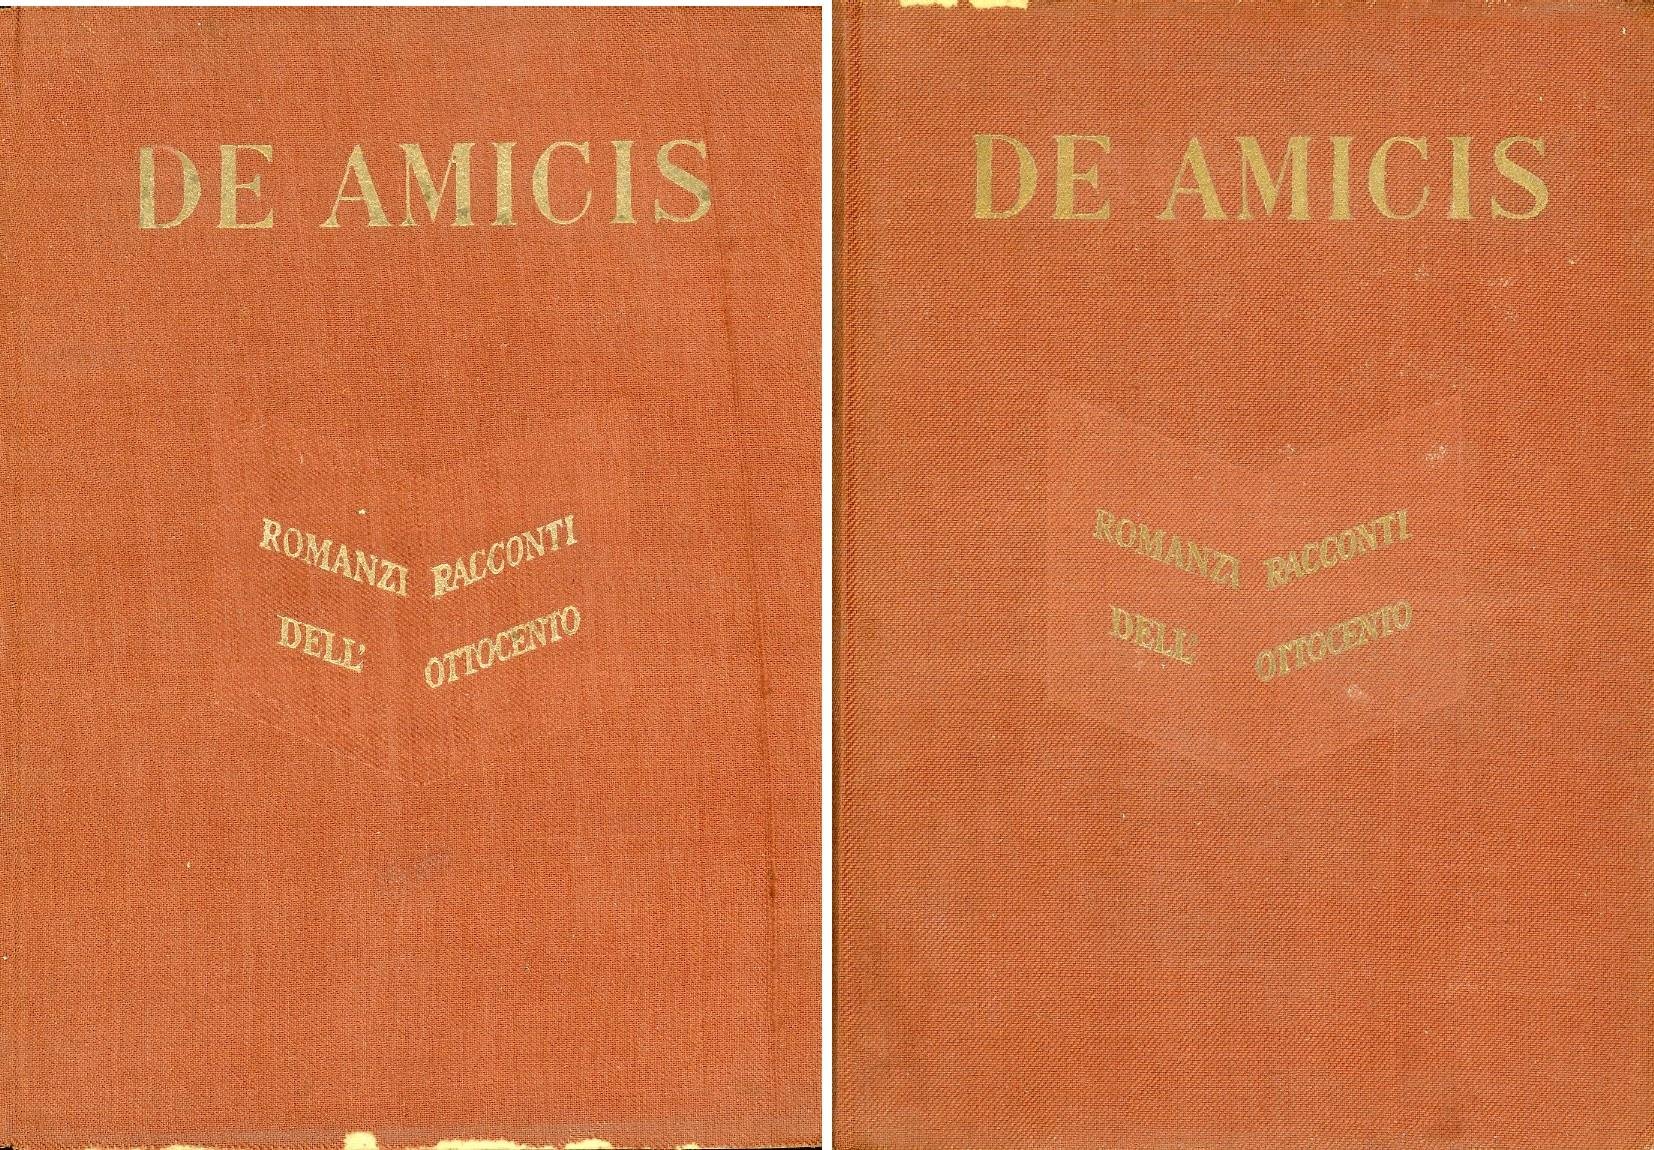 DE AMICIS
ROMANZI RACCONTI
DELL' OTTOCENTO
DE AMICIS
ROMANZI RACCONTI
DELL' OTTOCENTO